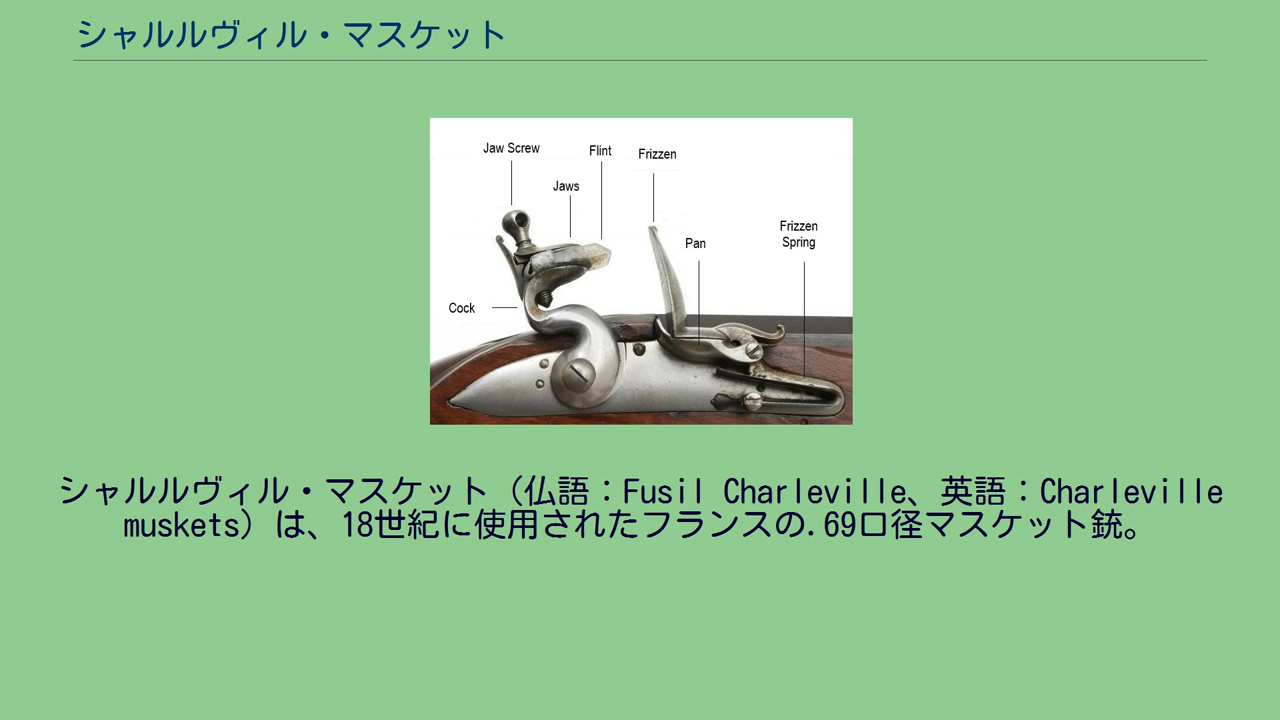 シャルルヴィル・マスケット
Jaw Screw
Flint
Frizzen
Jaws
Frizzen
Spring
Pan
Cock
シャルルヴィル・マスケット（仏語：Fusil Charleville、英語：Charleville
muskets）は、18世紀に使用されたフランスの.69口径マスケット銃。